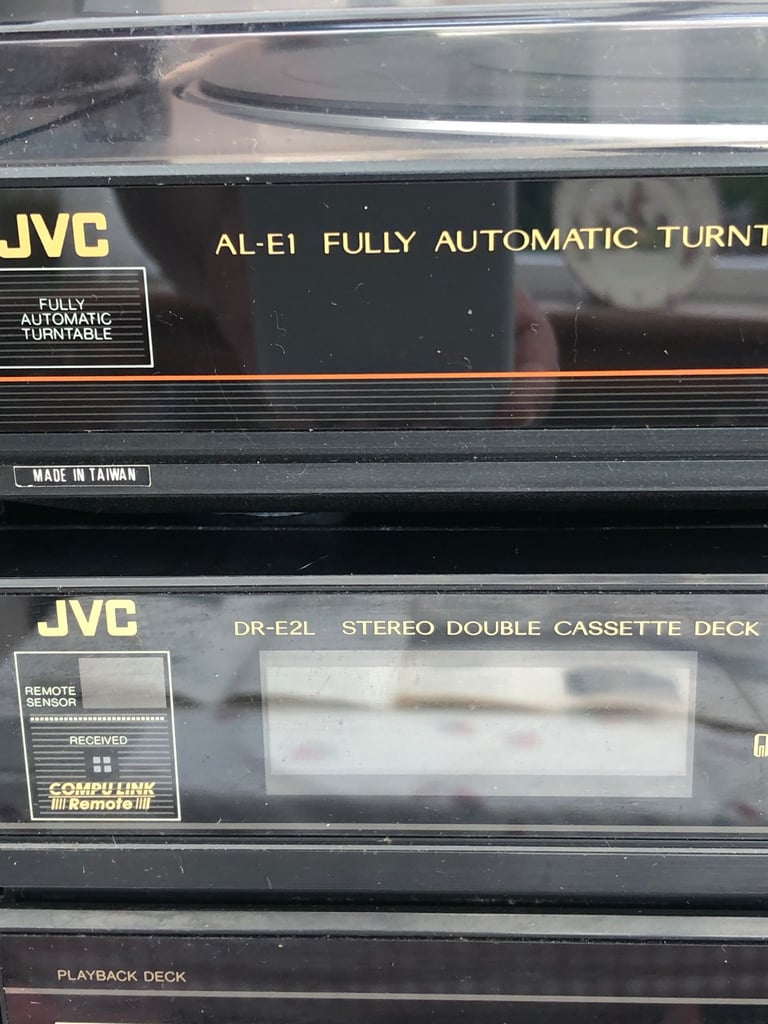 JVC
AL-E1 FULLY AUTOMATIC TURNT
FULLY
AUTOMATIC
TURNTABLE
MADE IN TAIWAN
JVC
DR-E2L STEREO DOUBLE CASSETTE DECK
REMOTE
SENSOR
RECEIVED
COMPU LINK
Remote
PLAYBACK DECK